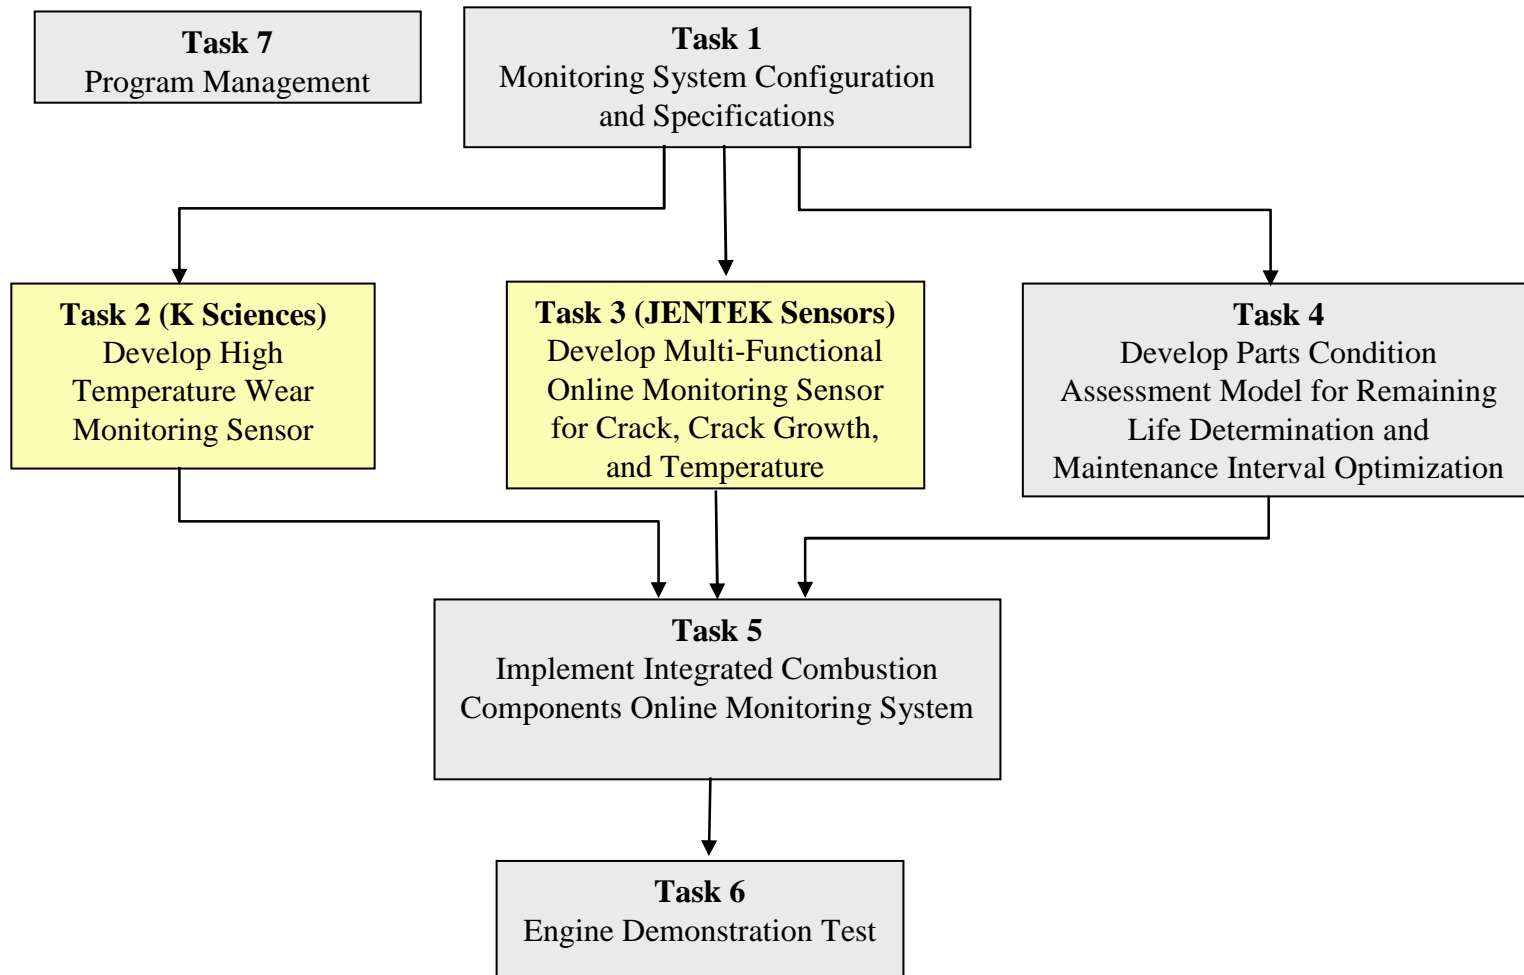 Task 7
Program Management
Task 1
Monitoring System Configuration
and Specifications
Task 2 (K Sciences)
Develop High
Temperature Wear
Monitoring Sensor
Task 3 (JENTEK Sensors)
Develop Multi-Functional
Online Monitoring Sensor
for Crack, Crack Growth,
and Temperature
Task 4
Develop Parts Condition
Assessment Model for Remaining
Life Determination and
Maintenance Interval Optimization
Task 5
Implement Integrated Combustion
Components Online Monitoring System
Task 6
Engine Demonstration Test